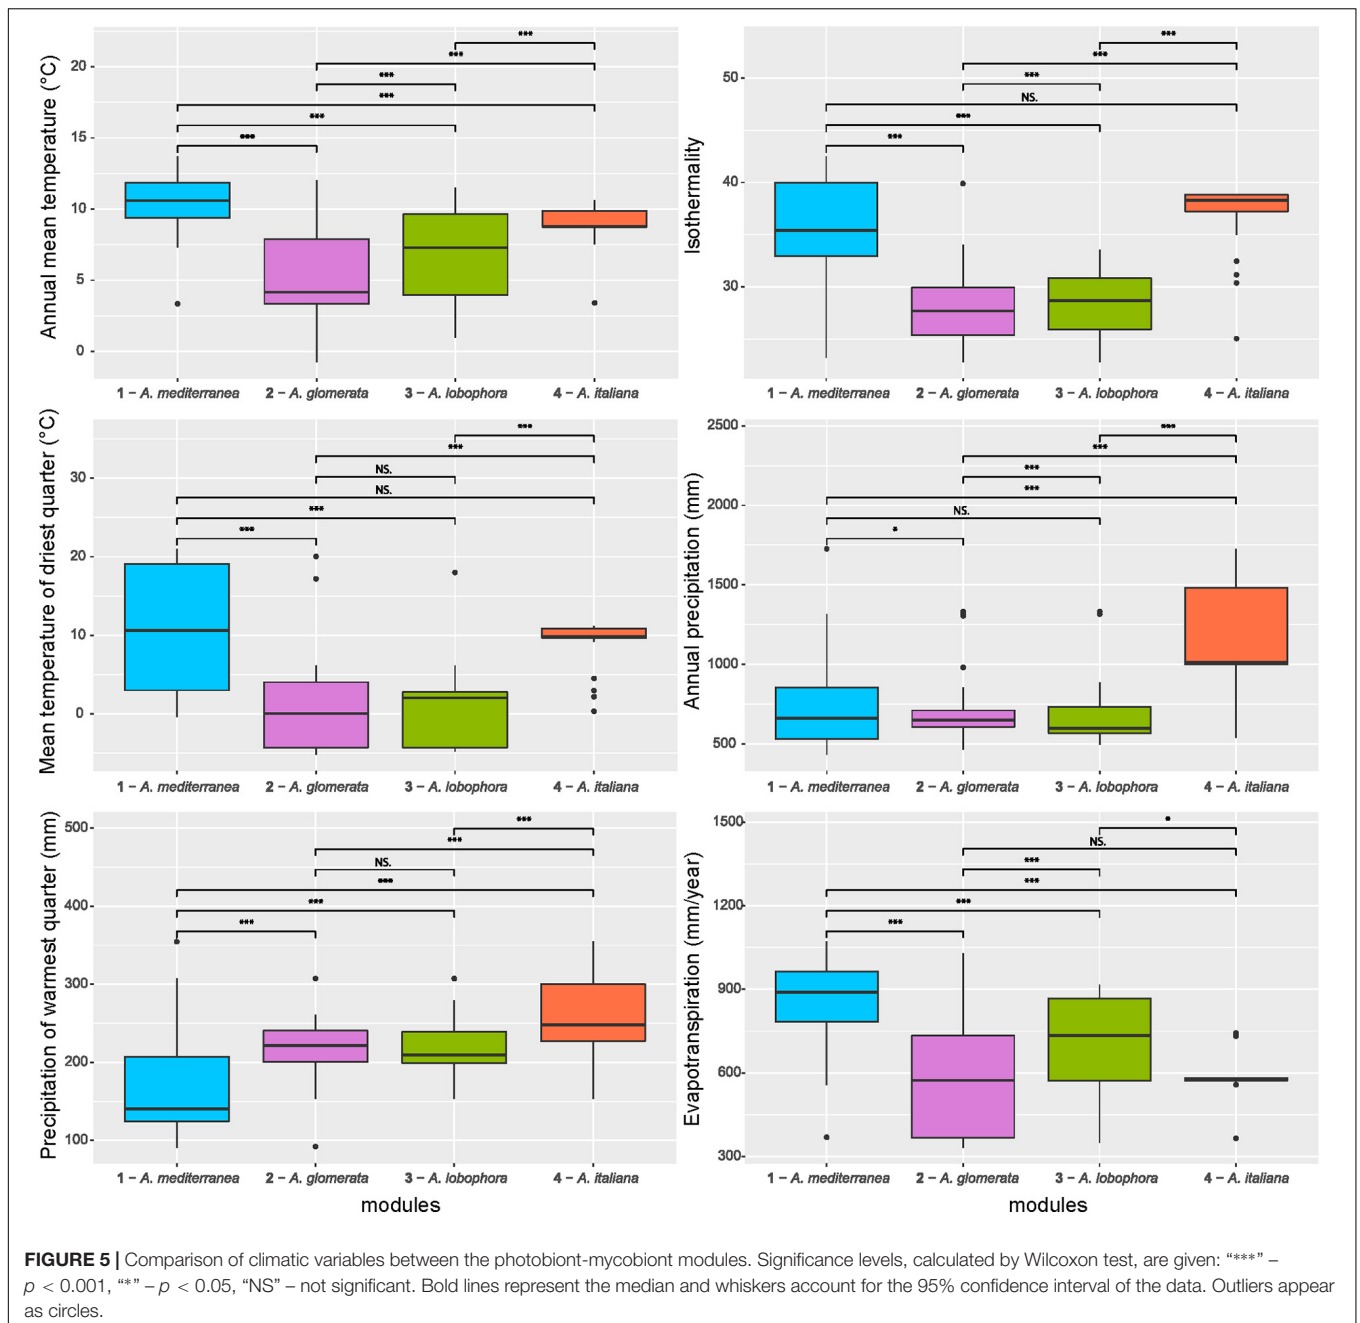 Annual mean temperature (°C)
20
15
10
5
0
***
***
***
***
***
***
1 – A. mediterranea 2 – A. glomerata 3 – A. lobophora 4 – A. italiana
Isothermality
50
40
30
***
***
***
NS.
***
***
1 – A. mediterranea 2 – A. glomerata 3 – A. lobophora 4 – A. italiana
Mean temperature of driest quarter (°C)
30
20
10
0
***
***
NS.
NS.
***
***
1 – A. mediterranea 2 – A. glomerata 3 – A. lobophora 4 – A. italiana
Annual precipitation (mm)
2500
2000
1500
1000
500
***
***
***
***
NS.
*
1 – A. mediterranea 2 – A. glomerata 3 – A. lobophora 4 – A. italiana
Precipitation of warmest quarter (mm)
500
400
300
200
100
***
***
NS.
***
***
***
1 – A. mediterranea 2 – A. glomerata 3 – A. lobophora 4 – A. italiana
modules
Evapotranspiration (mm/year)
1500
1200
900
600
300
*
NS.
***
***
***
***
1 – A. mediterranea 2 – A. glomerata 3 – A. lobophora 4 – A. italiana
modules
FIGURE 5 | Comparison of climatic variables between the photobiont-mycobiont modules. Significance levels, calculated by Wilcoxon test, are given: “***” –
p < 0.001, “*” – p < 0.05, “NS” – not significant. Bold lines represent the median and whiskers account for the 95% confidence interval of the data. Outliers appear
as circles.